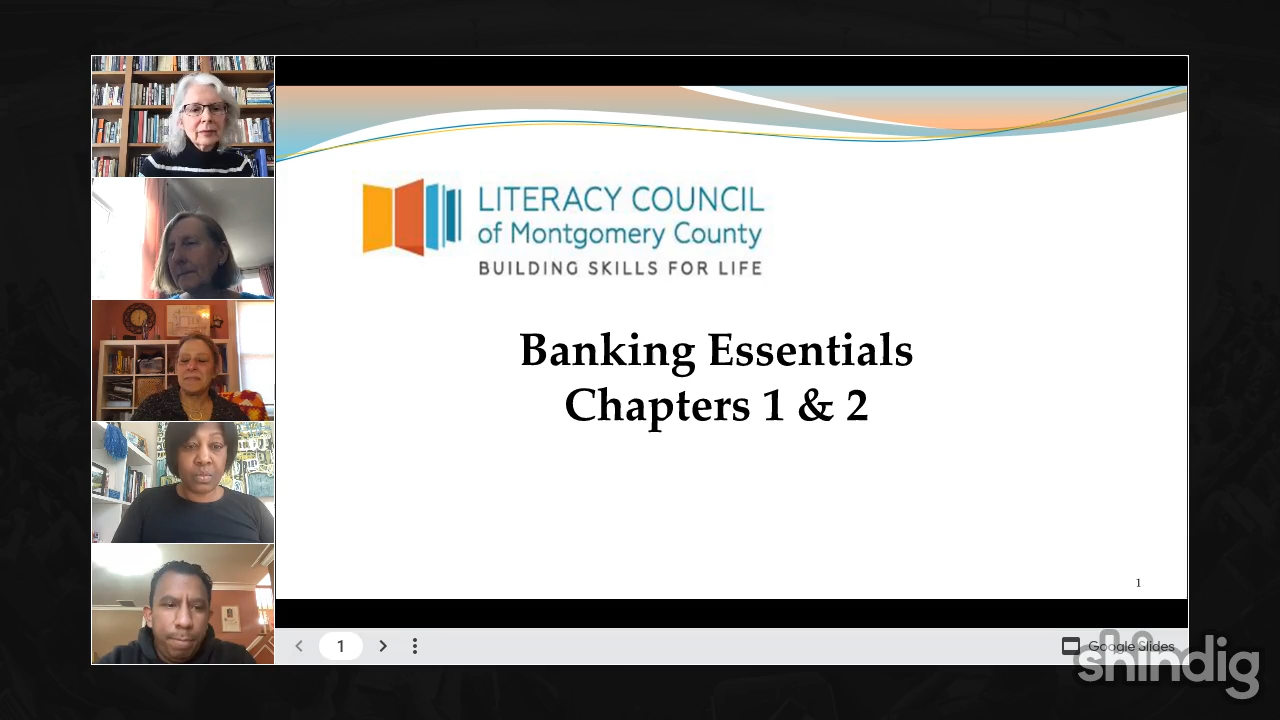 LITERACY COUNCIL
of Montgomery County
BUILDING SKILLS FOR LIFE
Banking Essentials
Chapters 1 & 2
1
1
Google Slides
shindig